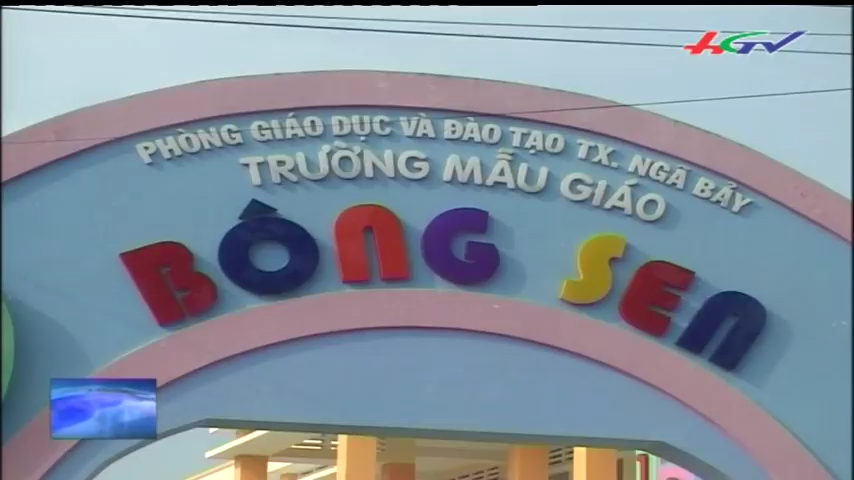 HGTV
PHÒNG GIÁO DỤC VÀ ĐÀO TẠO TX. NGÃ BẢY
TRƯỜNG MẪU GIÁO
BÔNG SEN